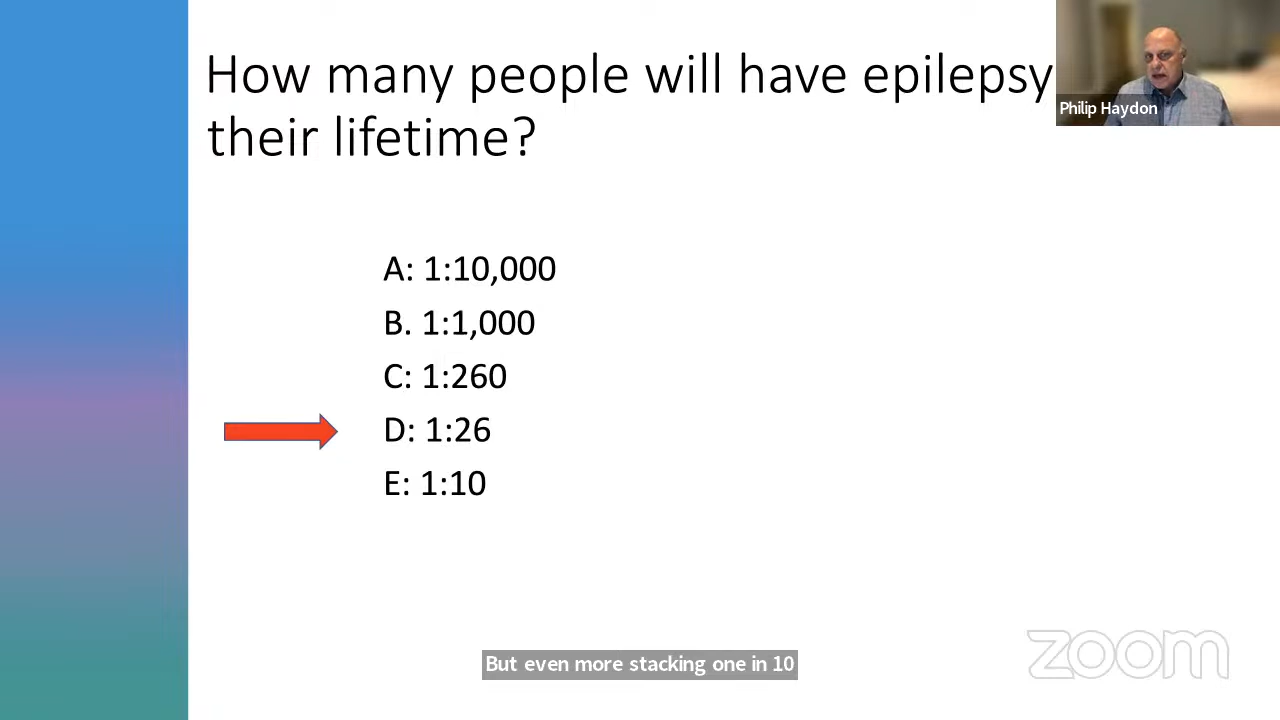 How many people will have epilepsy
their lifetime?
Philip Haydon
A: 1:10,000
B. 1:1,000
C: 1:260
D: 1:26
E: 1:10
zoom
But even more stacking one in 10